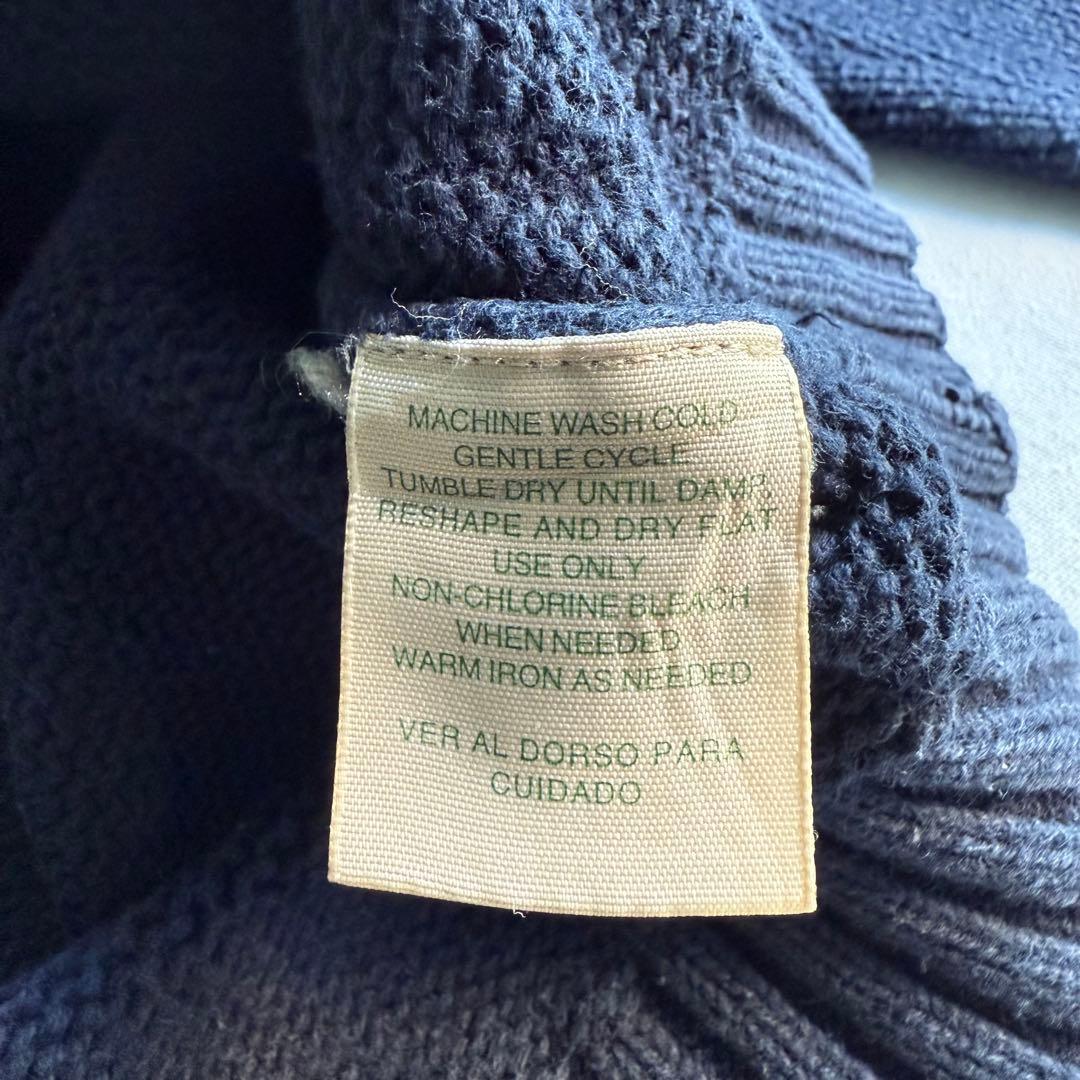 MACHINE WASH COLD
GENTLE CYCLE
TUMBLE DRY UNTIL DAMP,
RESHAPE AND DRY FLAT
USE ONLY
NON-CHLORINE BLEACH
WHEN NEEDED
WARM IRON AS NEEDED
VER AL DORSO PARA
CUIDADO